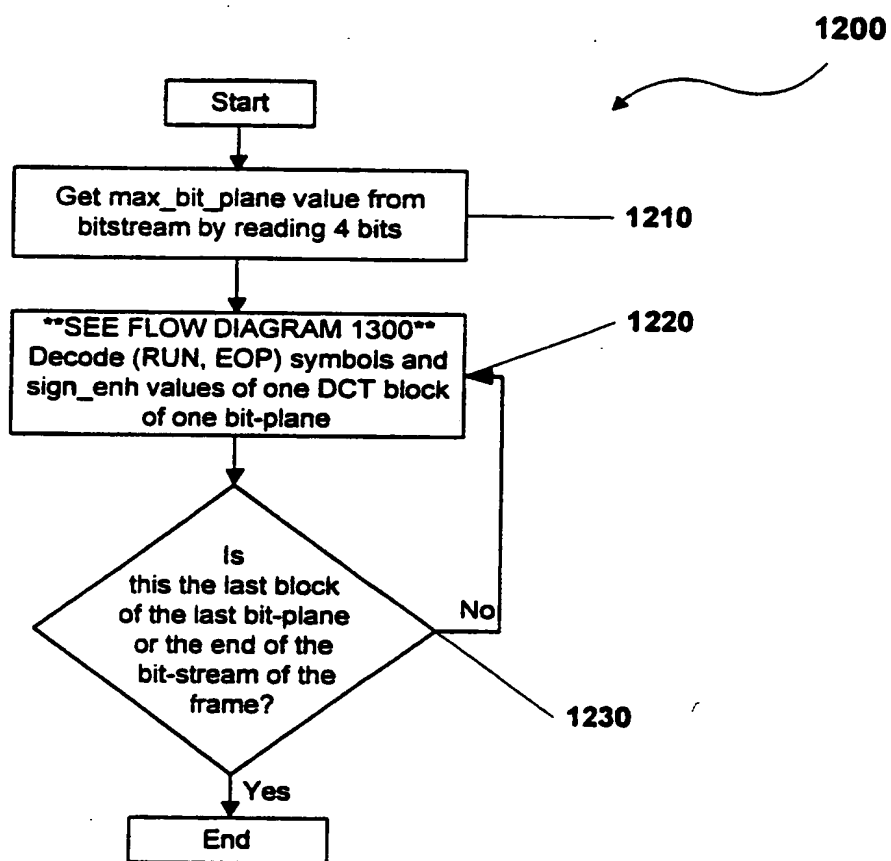 1200
Start
Get max_bit_plane value from
bitstream by reading 4 bits
1210
**SEE FLOW DIAGRAM 1300**
Decode (RUN, EOP) symbols and
sign_enh values of one DCT block
of one bit-plane
1220
Is
this the last block
of the last bit-plane
or the end of the
bit-stream of the
frame?
No
1230
Yes
End